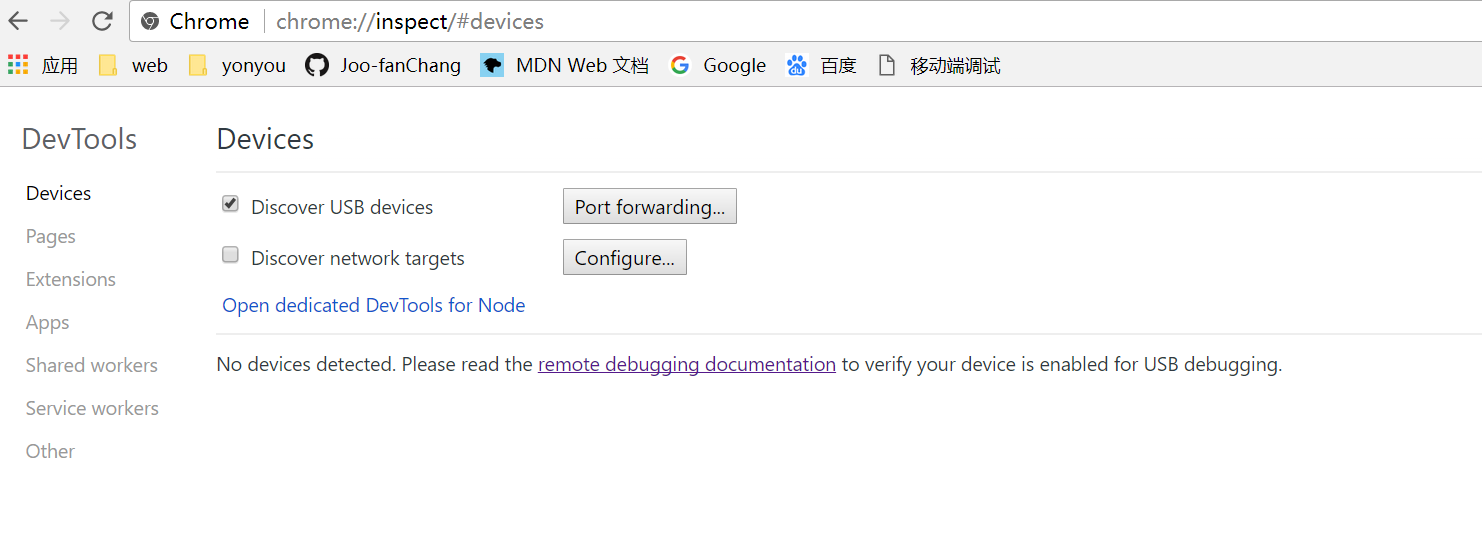 Chrome chrome://inspect/#devices
应用 web yonyou Joo-fanChang MDN Web 文档 Google du 百度 移动端调试
DevTools
Devices
Devices
Discover USB devices Port forwarding...
Pages
Discover network targets Configure...
Extensions
Open dedicated DevTools for Node
Apps
No devices detected. Please read the remote debugging documentation to verify your device is enabled for USB debugging.
Shared workers
Service workers
Other